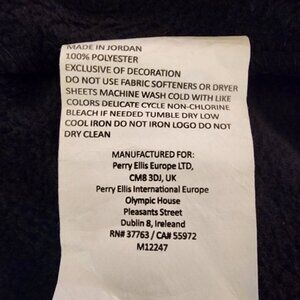 MADE IN JORDAN
100% POLYESTER
EXCLUSIVE OF DECORATION
DO NOT USE FABRIC SOFTENERS OR DRYER
SHEETS MACHINE WASH COLD WITH LIKE
COLORS DELICATE CYCLE NON-CHLORINE
BLEACH IF NEEDED TUMBLE DRY LOW
COOL IRON DO NOT IRON LOGO DO NOT
DRY CLEAN
MANUFACTURED FOR:
Perry Ellis Europe LTD,
CM8 3DJ, UK
Perry Ellis International Europe
Olympic House
Pleasants Street
Dublin 8, Ireland
RN# 37763 / CA# 55972
M12247